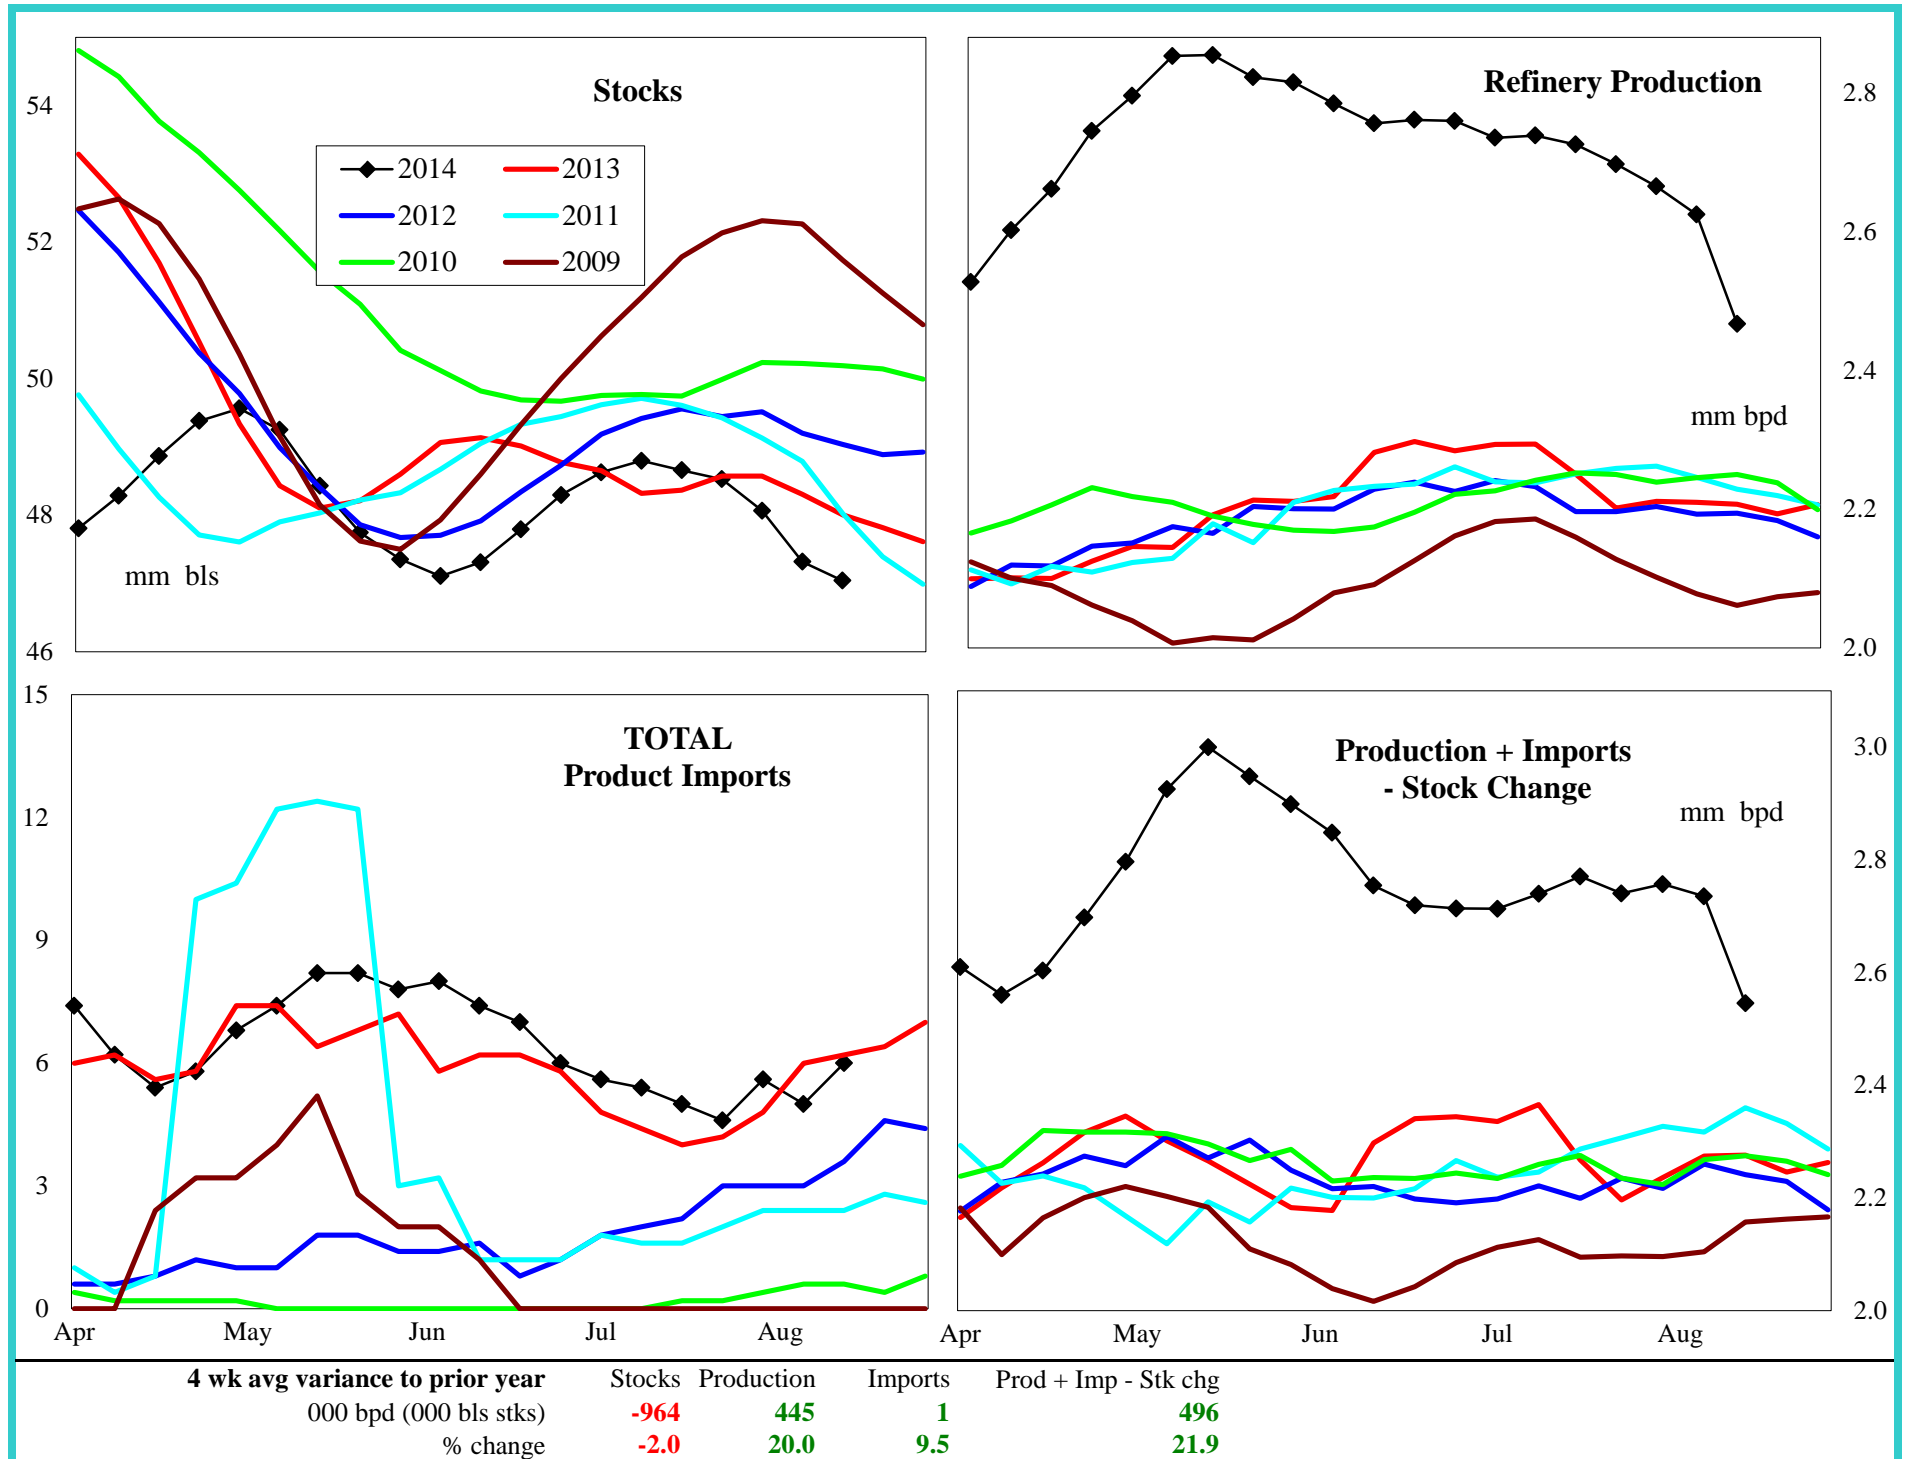 Stocks
54
52
50
48
46
2014 2013
2012 2011
2010 2009
mm bls
Refinery Production
2.8
2.6
2.4
2.2
2.0
mm bpd
TOTAL
Product Imports
15
12
9
6
3
0
Apr May Jun Jul Aug
Production + Imports
- Stock Change
mm bpd
3.0
2.8
2.6
2.4
2.2
2.0
Apr May Jun Jul Aug
4 wk avg variance to prior year Stocks Production Imports Prod + Imp - Stk chg
000 bpd (000 bls stks) -964 445 1 496
% change -2.0 20.0 9.5 21.9